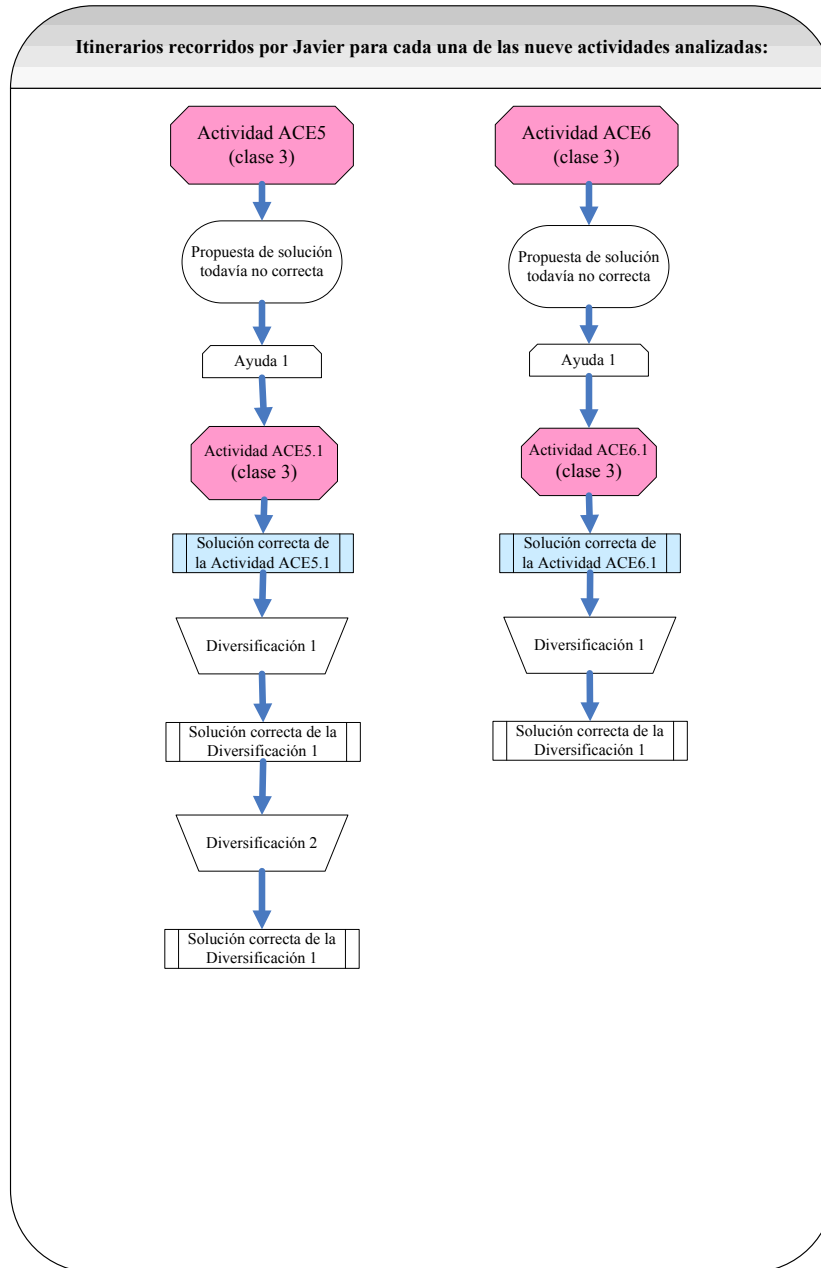 Itinerarios recorridos por Javier para cada una de las nueve actividades analizadas:
Actividad ACE5
(clase 3)
Propuesta de solución
todavía no correcta
Ayuda 1
Actividad ACE5.1
(clase 3)
Solución correcta de
la Actividad ACE5.1
Diversificación 1
Solución correcta de la
Diversificación 1
Diversificación 2
Solución correcta de la
Diversificación 1
Actividad ACE6
(clase 3)
Propuesta de solución
todavía no correcta
Ayuda 1
Actividad ACE6.1
(clase 3)
Solución correcta de
la Actividad ACE6.1
Diversificación 1
Solución correcta de la
Diversificación 1